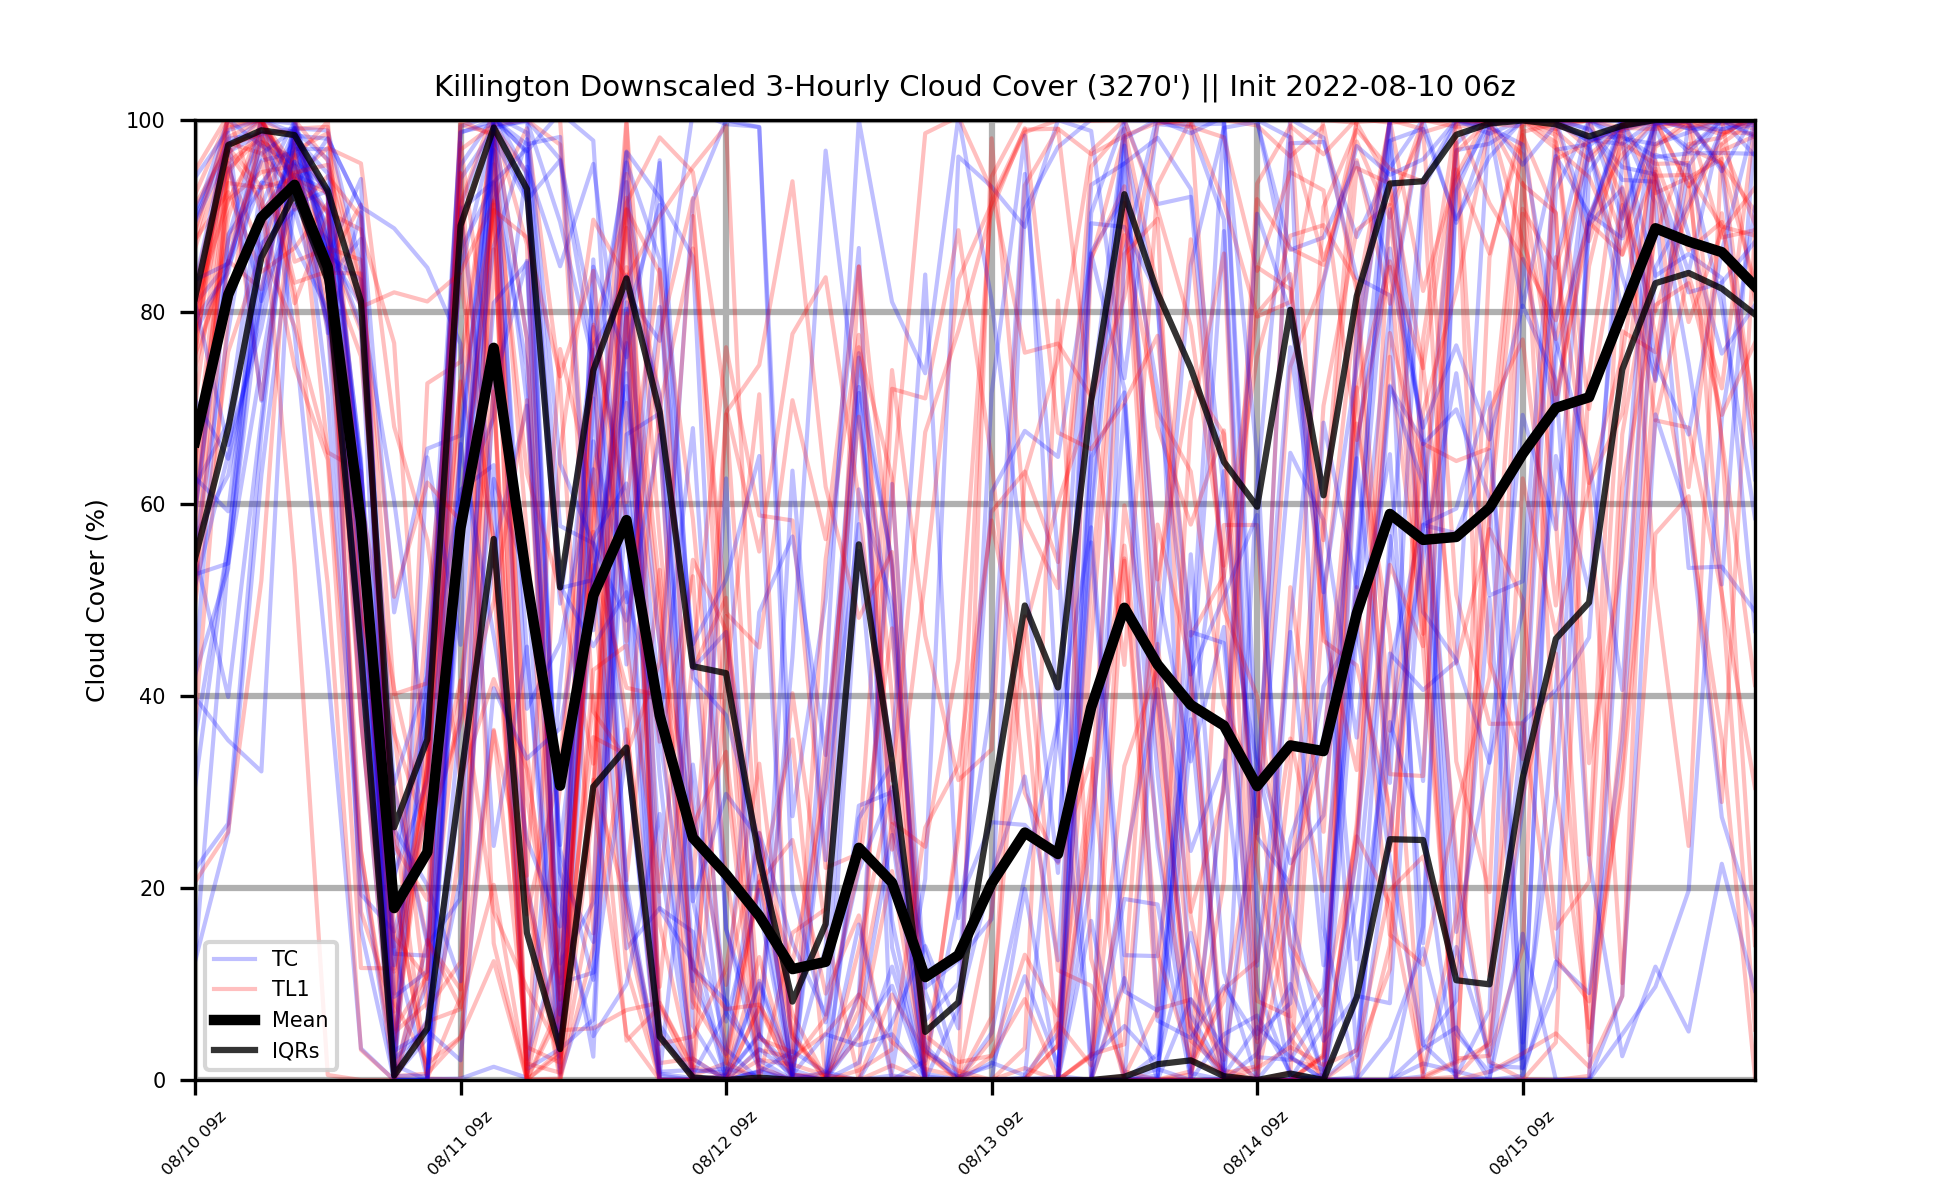 Killington Downscaled 3-Hourly Cloud Cover (3270') || Init 2022-08-10 06z
100
80
60
40
20
0
Cloud Cover (%)
TC
TL1
Mean
IQRs
08/10 09z
08/11 09z
08/12 09z
08/13 09z
08/14 09z
08/15 09z